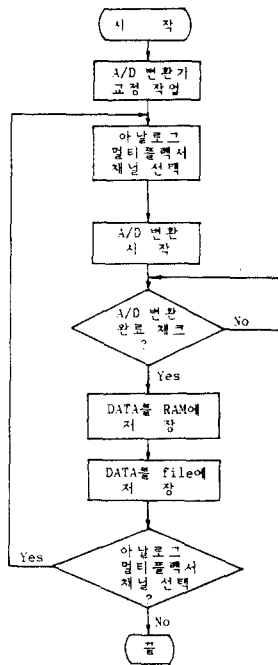 시 작
A/D 변환기
교정 작업
아날로그
멀티플렉서
채널 선택
A/D 변환
시 작
A/D 변환
완료 채크
?
No
Yes
DATA를 RAM에
저 장
DATA를 file에
저 장
아날로그
멀티플렉서
채널 선택
?
Yes
No
끝